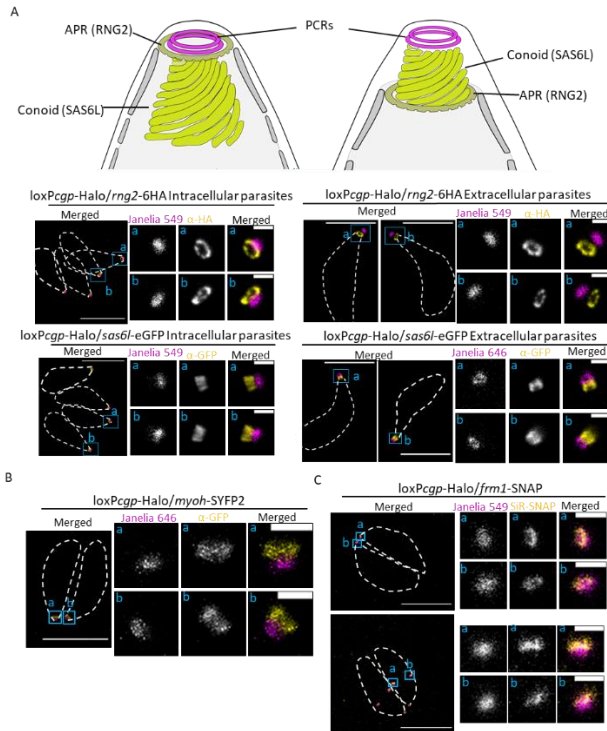 A
APR (RNG2)
PCRs
Conoid (SAS6L)
Conoid (SAS6L)
APR (RNG2)
loxPcgp-Halo/rng2-6HA Intracellular parasites
Merged
Janelia 549 α-HA Merged
a a a a
b b b b
loxPcgp-Halo/rng2-6HA Extracellular parasites
Merged
Janelia 549 α-HA Merged
a b a a a
b b b
loxPcgp-Halo/sas6l-eGFP Intracellular parasites
Merged
Janelia 549 α-GFP Merged
a a a a
b b b b
loxPcgp-Halo/sas6l-eGFP Extracellular parasites
Merged
Janelia 646 α-GFP Merged
a a a a
b b b b
B
loxPcgp-Halo/myoh-SYFP2
Merged
Janelia 646 α-GFP Merged
a b a a a
b b b
C
loxPcgp-Halo/frm1-SNAP
Merged
Janelia 549 SiR-SNAP Merged
a a a a
b b b b
a b a a a
b b b